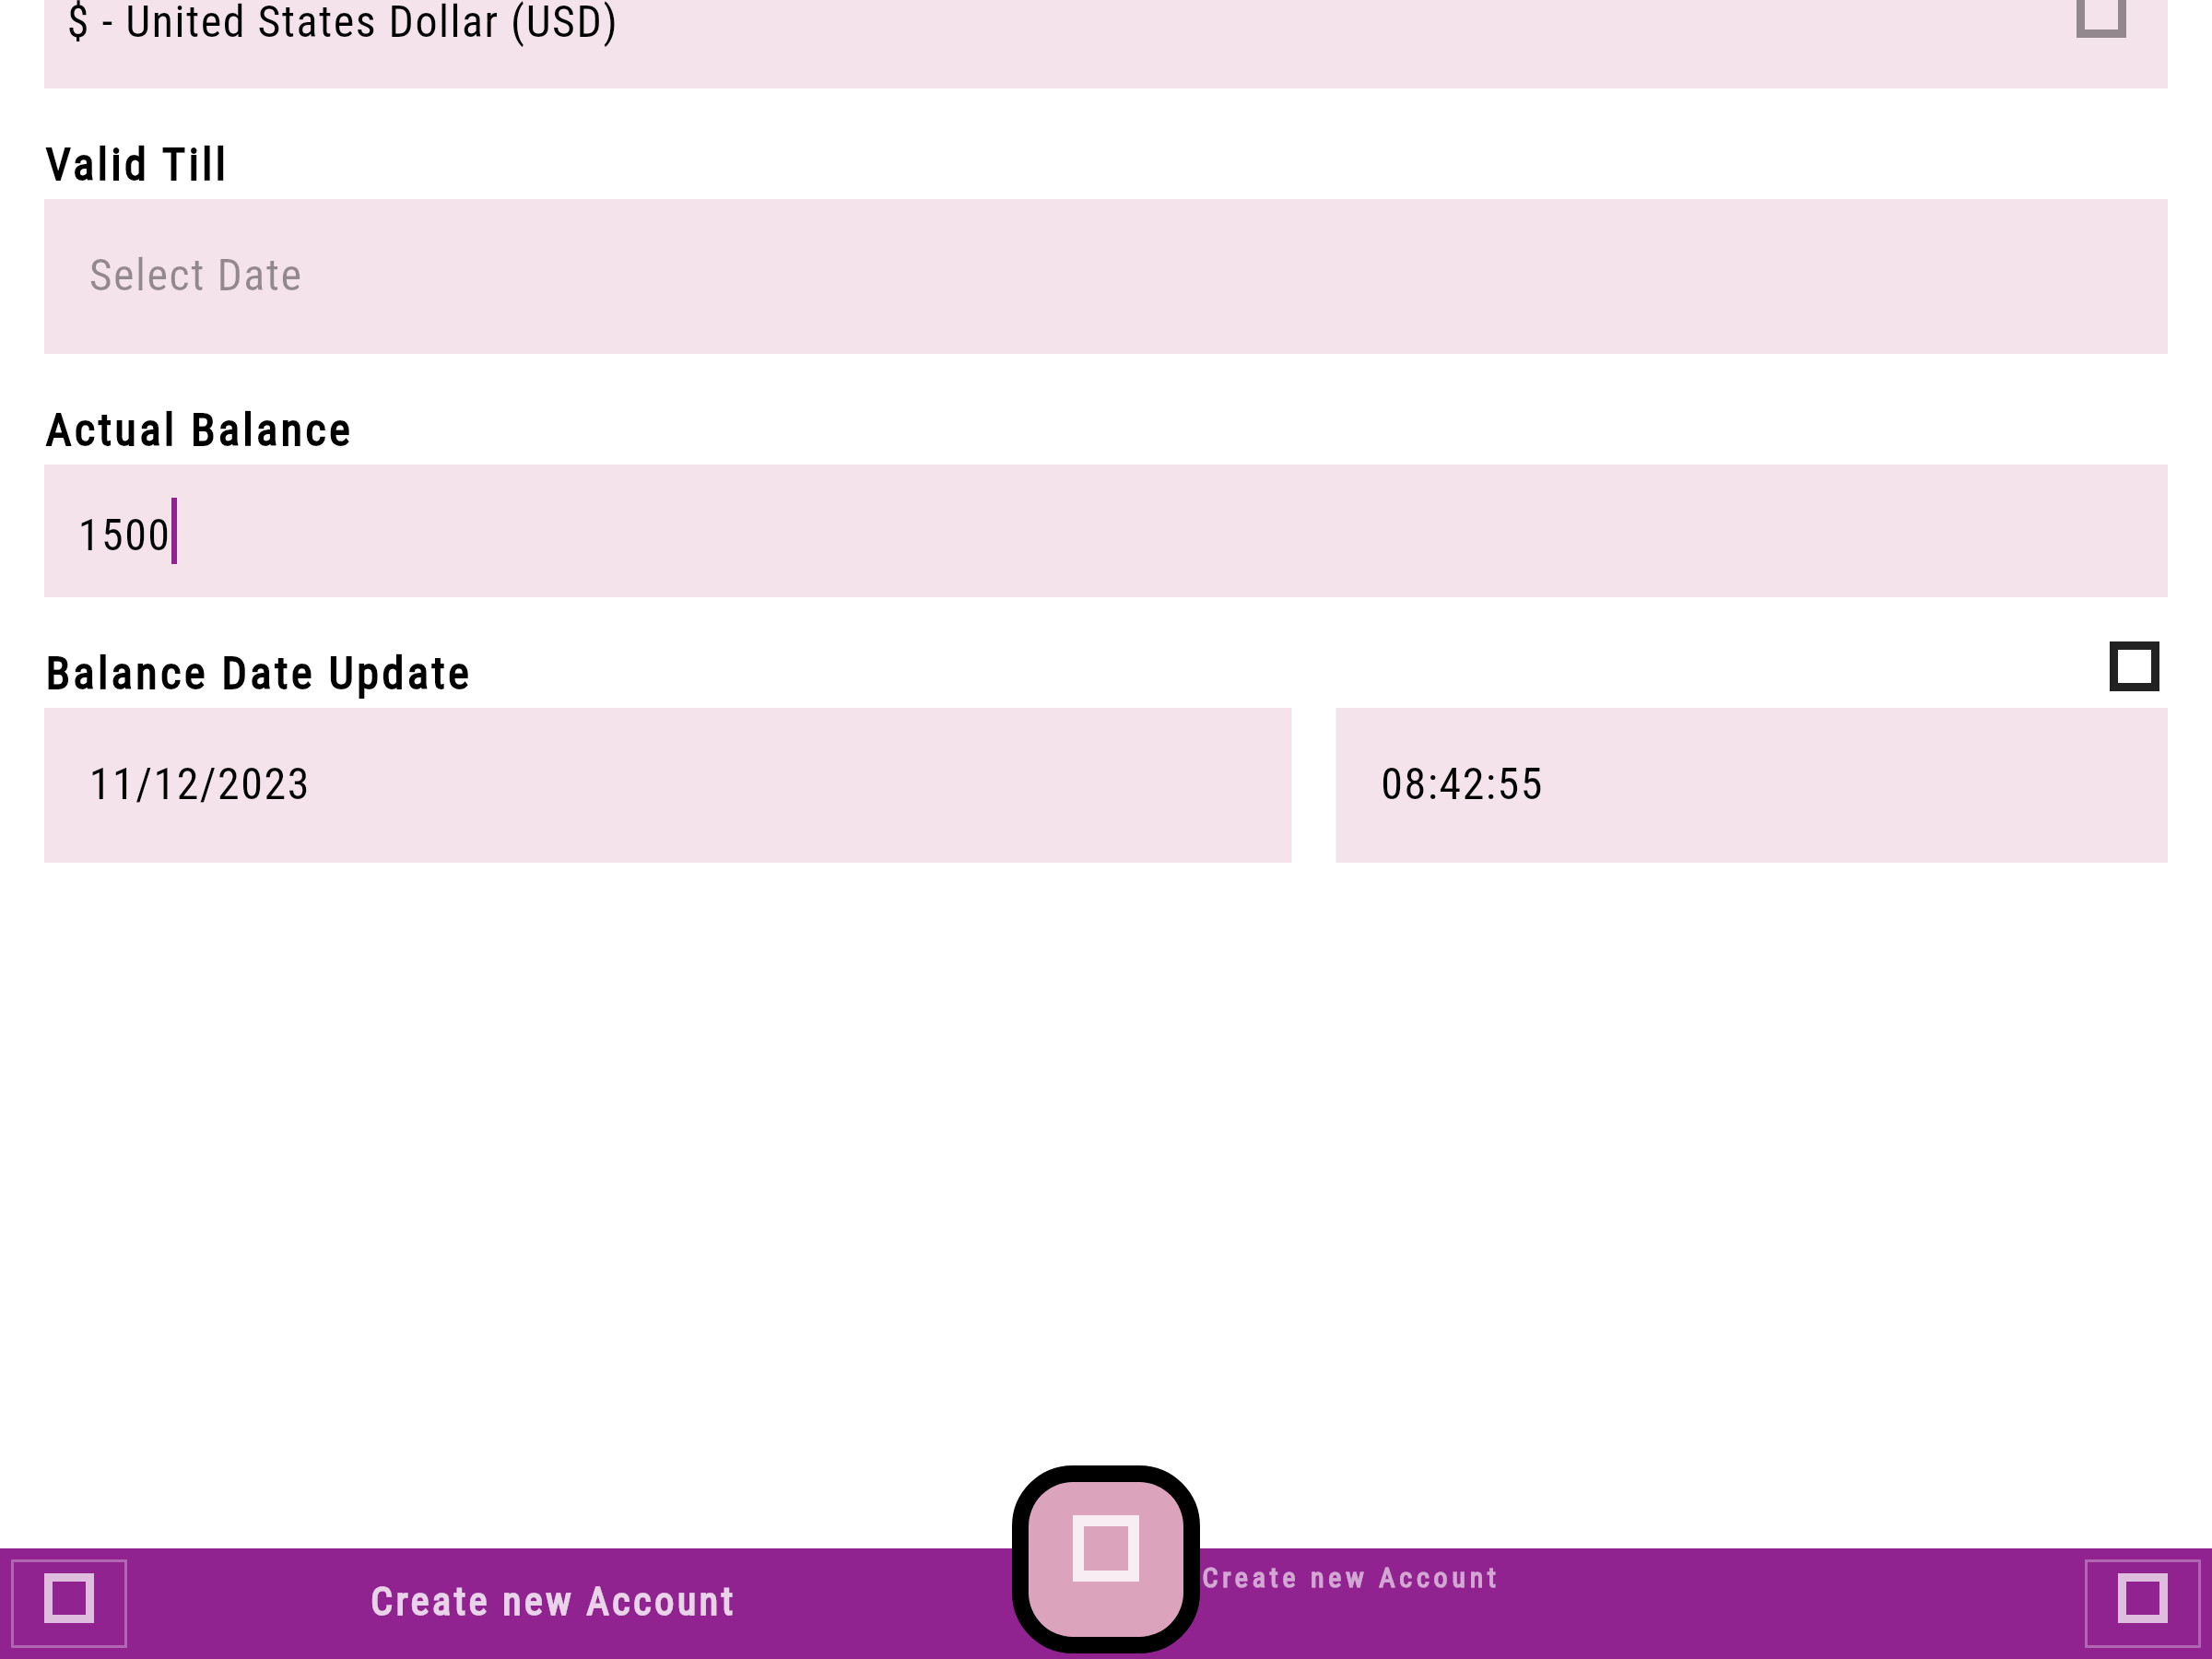 $ - United States Dollar (USD)
Valid Till
Select Date
Actual Balance
1500
Balance Date Update
11/12/2023
08:42:55
Create new Account
Create new Account